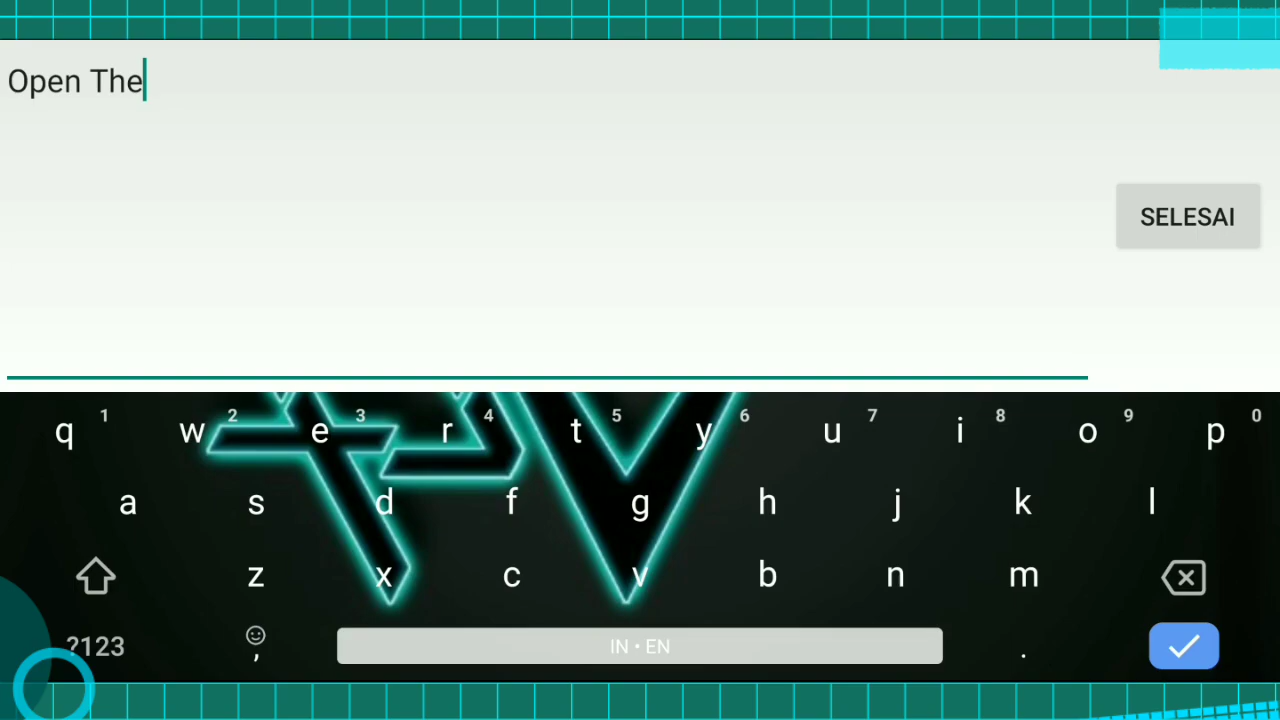 Open The
SELESAI
q 1 w 2 e 3 r 4 t 5 y 6 u 7 i 8 o 9 p 0
a s d f g h j k l
z x c v b n m
?123 , IN • EN .